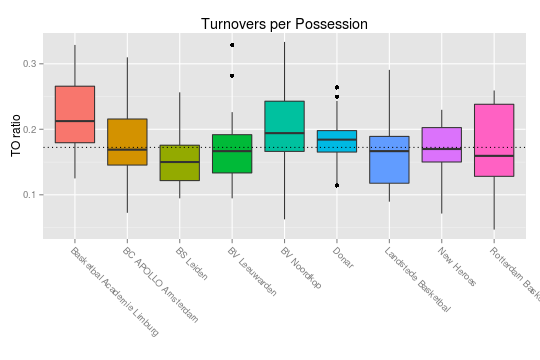 Turnovers per Possession
TO ratio
0.3
0.2
0.1
Basketbal Academie Limburg
BC APOLLO Amsterdam
BS Leiden
BV Leeuwarden
BV Noordkop
Donar
Landstede Basketbal
New Heroes
Rotterdam